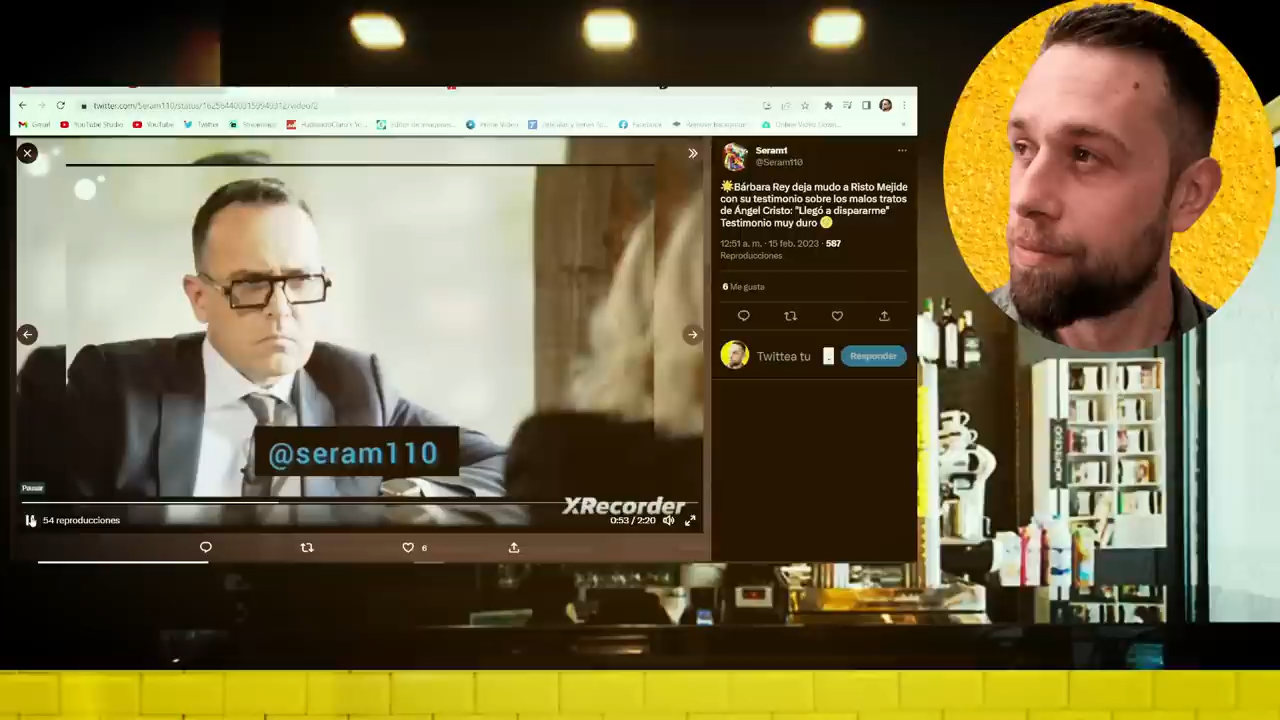 twitter.com/Seram110/status/
Gmail
YouTube Studio
YouTube
Twitter
Streamlabs
Prime Video
Facebook
Seram1
@Seram110
Bárbara Rey deja mudo a Risto Mejide
con su testimonio sobre los malos tratos
de Ángel Cristo: "Llegó a dispararme"
Testimonio muy duro
12:51 a. m. · 15 feb. 2023 · 587
Reproducciones
6 Me gusta
Twittea tu
Responder
@seram110
Pausar
XRecorder
54 reproducciones
0:53 / 2:20
6
MONTECELIO